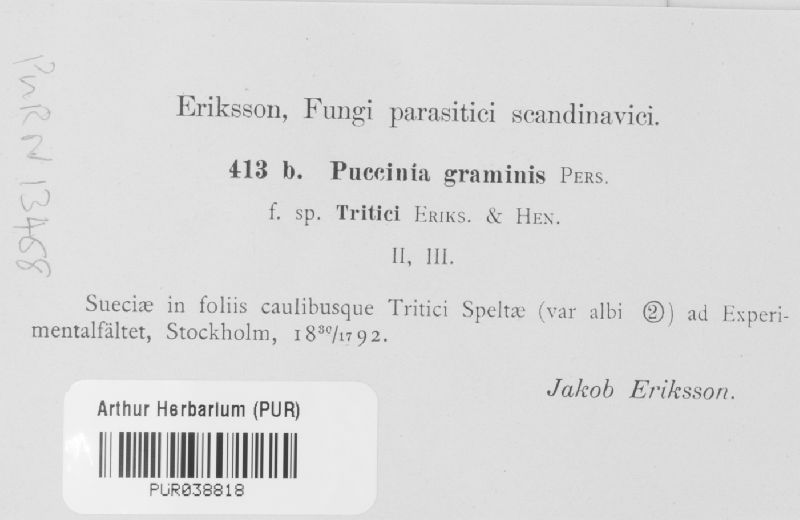 PUR N 13468
Eriksson, Fungi parasitici scandinavici.
413 b. Puccinia graminis PERS.
f. sp. Tritici ERIKS. & HEN.
II, III.
Sueciæ in foliis caulibusque Tritici Speltæ (var albi ②) ad Experi-
mentalfältet, Stockholm, 18³⁰/₁₇92.
Jakob Eriksson.
Arthur Herbarium (PUR)
PUR038818